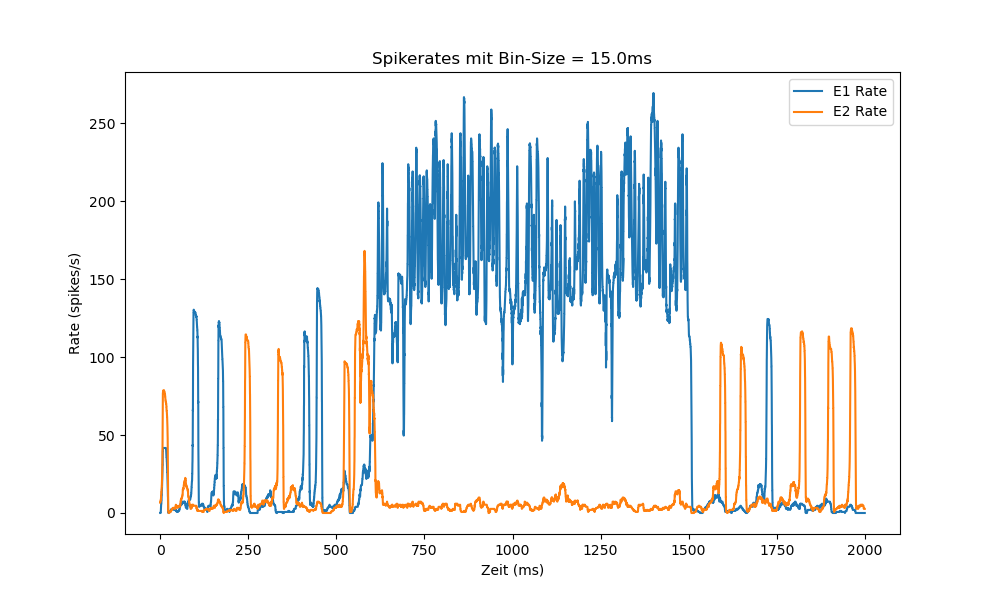 Spikerates mit Bin-Size = 15.0ms
E1 Rate
E2 Rate
Rate (spikes/s)
250
200
150
100
50
0
0 250 500 750 1000 1250 1500 1750 2000
Zeit (ms)